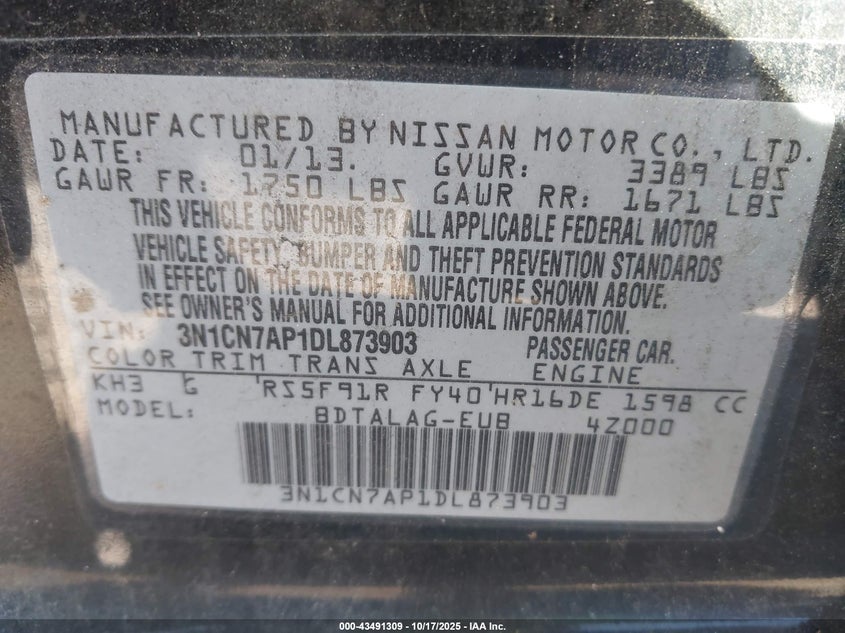 MANUFACTURED BY NISSAN MOTOR CO., LTD.
DATE: 01/13. GVWR: 3389 LBS
GAWR FR: 1750 LBS GAWR RR: 1671 LBS
THIS VEHICLE CONFORMS TO ALL APPLICABLE FEDERAL MOTOR
VEHICLE SAFETY, BUMPER AND THEFT PREVENTION STANDARDS
IN EFFECT ON THE DATE OF MANUFACTURE SHOWN ABOVE.
SEE OWNER'S MANUAL FOR ADDITIONAL INFORMATION.
VIN: 3N1CN7AP1DL873903 PASSENGER CAR.
COLOR TRIM TRANS AXLE ENGINE
KH3 G RS5F91R FY40 HR16DE 1598 CC
MODEL: BDTALAG-EUB 4Z000
3N1CN7AP1DL873903
000-43491309 | 10/17/2025 - IAA Inc.